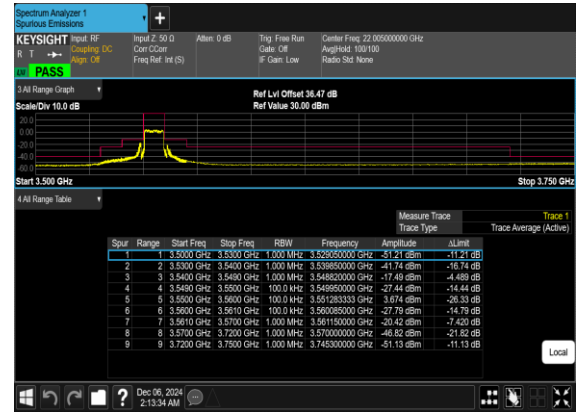 Spectrum Analyzer 1
Spurious Emissions
KEYSIGHT Input: RF Input Z: 50 Ω Atten: 0 dB Trig: Free Run Center Freq: 22.005000000 GHz
R T Coupling: DC Corr CCorr Gate: Off Avg|Hold: 100/100
Align: Off Freq Ref: Int (S) IF Gain: Low Radio Std: None
PASS
3 All Range Graph Ref Lvl Offset 36.47 dB
Scale/Div 10.0 dB Ref Value 30.00 dBm
20.0
0.00
-20.0
-40.0
-60.0
Start 3.500 GHz Stop 3.750 GHz
4 All Range Table
Measure Trace Trace 1
Trace Type Trace Average (Active)
Spur Range Start Freq Stop Freq RBW Frequency Amplitude ΔLimit
1 1 3.5000 GHz 3.5300 GHz 1.000 MHz 3.529050000 GHz -51.21 dBm -11.21 dB
2 2 3.5300 GHz 3.5400 GHz 1.000 MHz 3.539850000 GHz -41.74 dBm -16.74 dB
3 3 3.5400 GHz 3.5490 GHz 1.000 MHz 3.548820000 GHz -17.49 dBm -4.489 dB
4 4 3.5490 GHz 3.5500 GHz 100.0 kHz 3.549950000 GHz -27.44 dBm -14.44 dB
5 5 3.5500 GHz 3.5600 GHz 100.0 kHz 3.551283333 GHz 3.674 dBm -26.33 dB
6 6 3.5600 GHz 3.5610 GHz 100.0 kHz 3.560085000 GHz -27.79 dBm -14.79 dB
7 7 3.5610 GHz 3.5700 GHz 1.000 MHz 3.561150000 GHz -20.42 dBm -7.420 dB
8 8 3.5700 GHz 3.7200 GHz 1.000 MHz 3.570000000 GHz -46.82 dBm -21.82 dB
9 9 3.7200 GHz 3.7500 GHz 1.000 MHz 3.745300000 GHz -51.13 dBm -11.13 dB
Local
Dec 06, 2024
2:13:34 AM